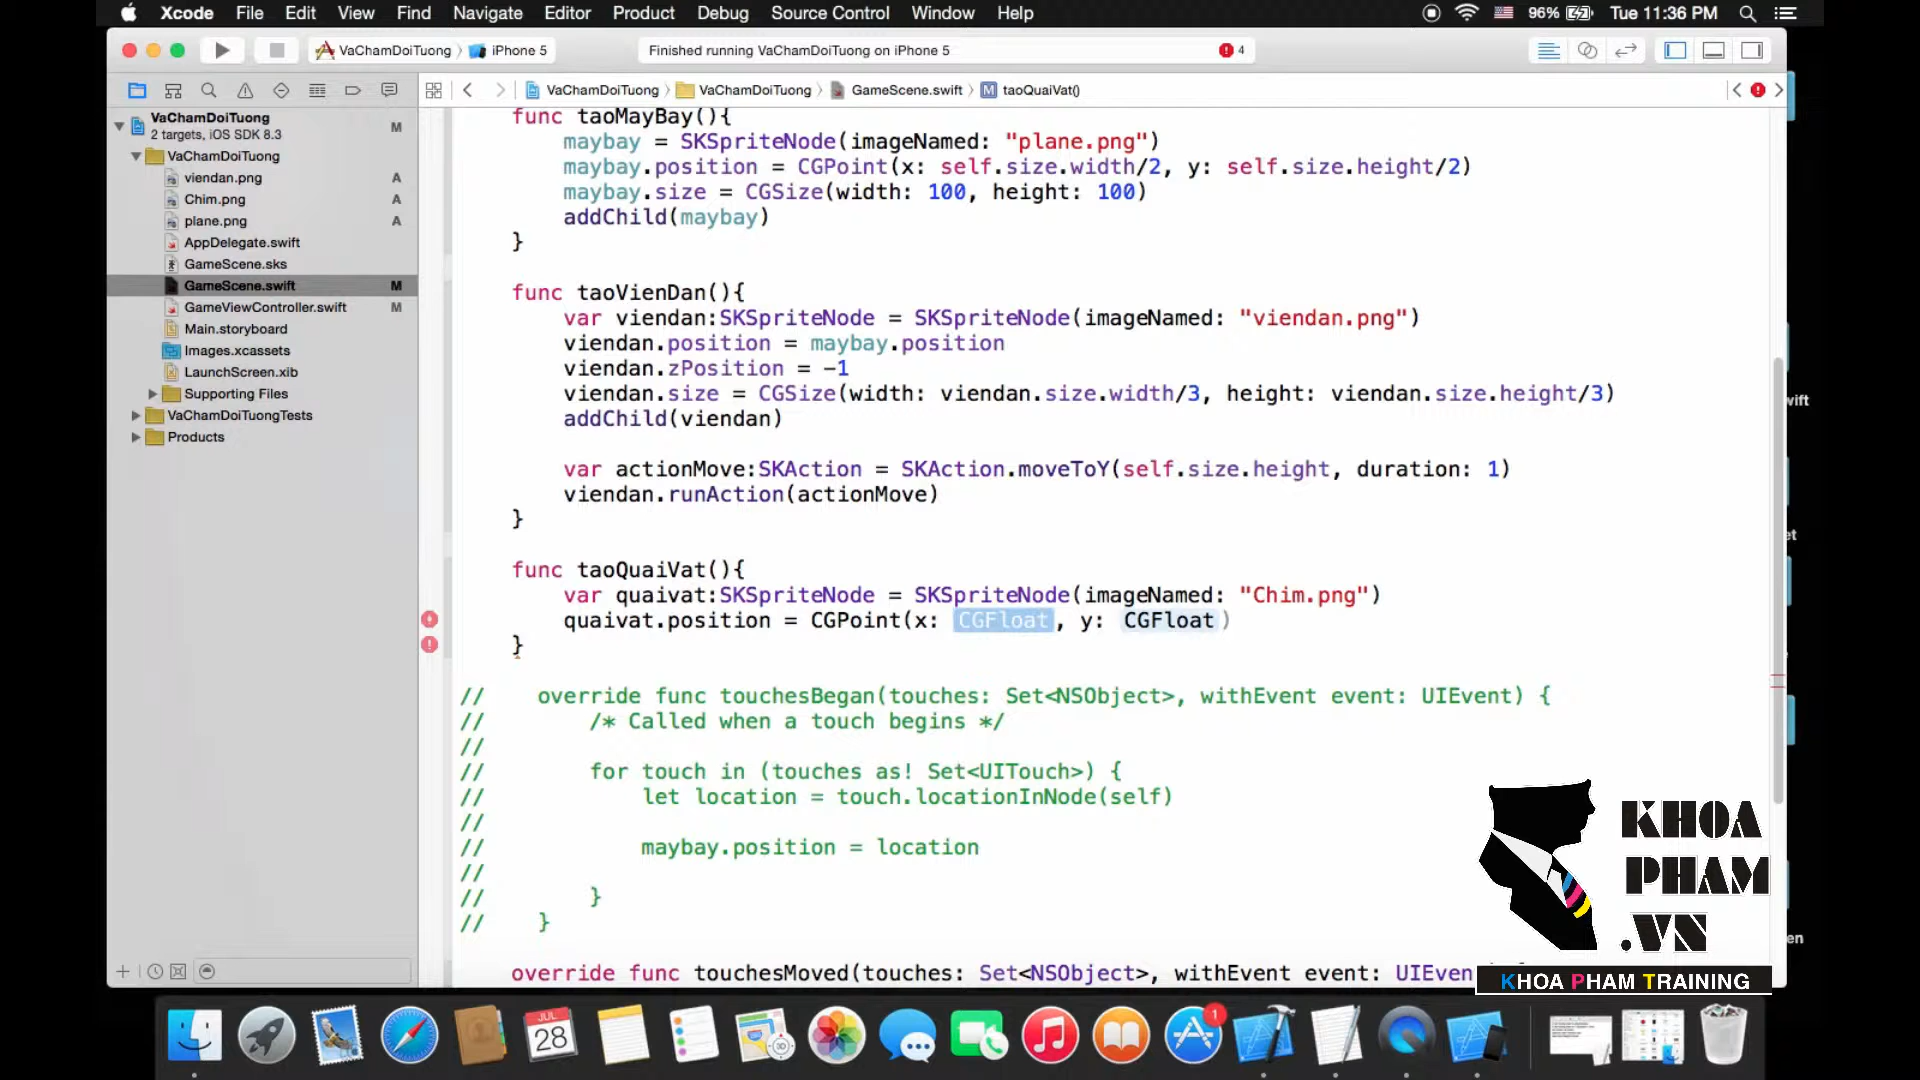 Xcode File Edit View Find Navigate Editor Product Debug Source Control Window Help 96% Tue 11:36 PM
VaChamDoiTuong iPhone 5 Finished running VaChamDoiTuong on iPhone 5 4
VaChamDoiTuong VaChamDoiTuong GameScene.swift M taoQuaiVat()
VaChamDoiTuong
2 targets, iOS SDK 8.3 M
VaChamDoiTuong
viendan.png A
Chim.png A
plane.png A
AppDelegate.swift
GameScene.sks
GameScene.swift M
GameViewController.swift M
Main.storyboard
Images.xcassets
LaunchScreen.xib
Supporting Files
VaChamDoiTuongTests
Products
func taoMayBay(){
maybay = SKSpriteNode(imageNamed: "plane.png")
maybay.position = CGPoint(x: self.size.width/2, y: self.size.height/2)
maybay.size = CGSize(width: 100, height: 100)
addChild(maybay)
}
func taoVienDan(){
var viendan:SKSpriteNode = SKSpriteNode(imageNamed: "viendan.png")
viendan.position = maybay.position
viendan.zPosition = -1
viendan.size = CGSize(width: viendan.size.width/3, height: viendan.size.height/3)
addChild(viendan)
var actionMove:SKAction = SKAction.moveToY(self.size.height, duration: 1)
viendan.runAction(actionMove)
}
func taoQuaiVat(){
var quaivat:SKSpriteNode = SKSpriteNode(imageNamed: "Chim.png")
quaivat.position = CGPoint(x: CGFloat, y: CGFloat)
}
// override func touchesBegan(touches: Set<NSObject>, withEvent event: UIEvent) {
// /* Called when a touch begins */
//
// for touch in (touches as! Set<UITouch>) {
// let location = touch.locationInNode(self)
//
// maybay.position = location
//
// }
// }
override func touchesMoved(touches: Set<NSObject>, withEvent event: UIEven
KHOA
PHAM
.VN
KHOA PHAM TRAINING
wift
et
en
JUL
28
1